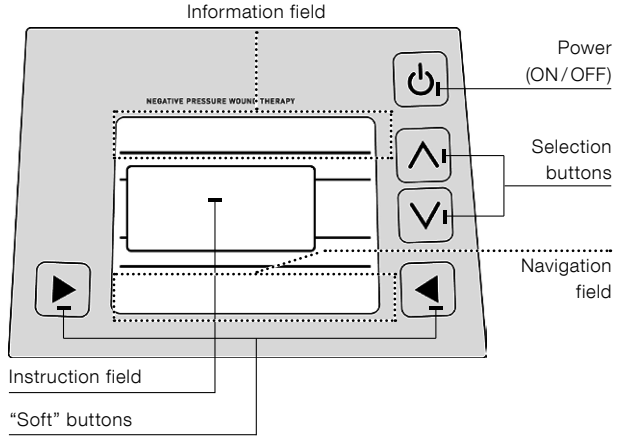 Information field
Power
(ON/OFF)
NEGATIVE PRESSURE WOUND THERAPY
Selection
buttons
Navigation
field
Instruction field
“Soft” buttons